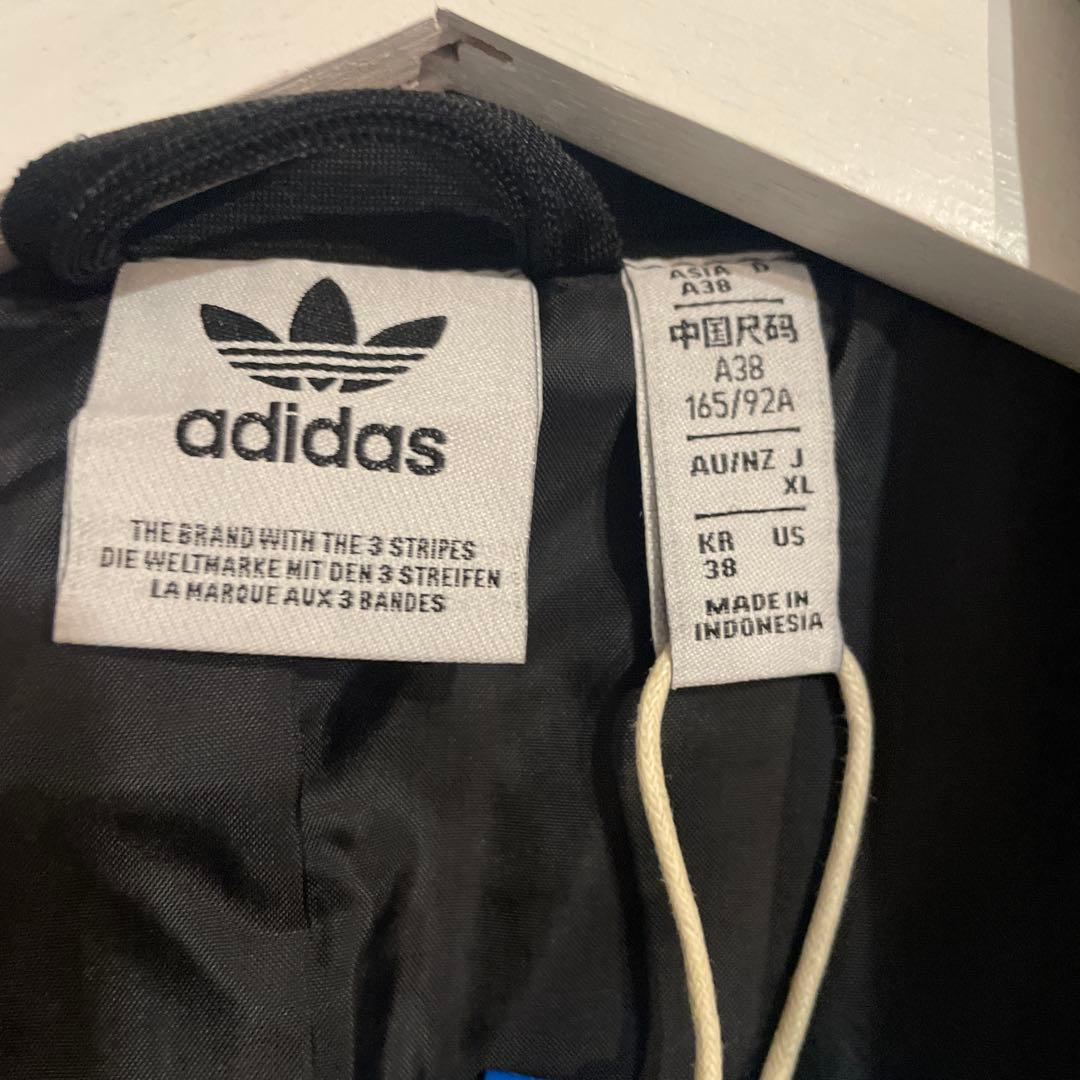 adidas
THE BRAND WITH THE 3 STRIPES
DIE WELTMARKE MIT DEN 3 STREIFEN
LA MARQUE AUX 3 BANDES
ASIA D
A38
中国尺码
A38
165/92A
AU/NZ J
XL
KR US
38
MADE IN
INDONESIA